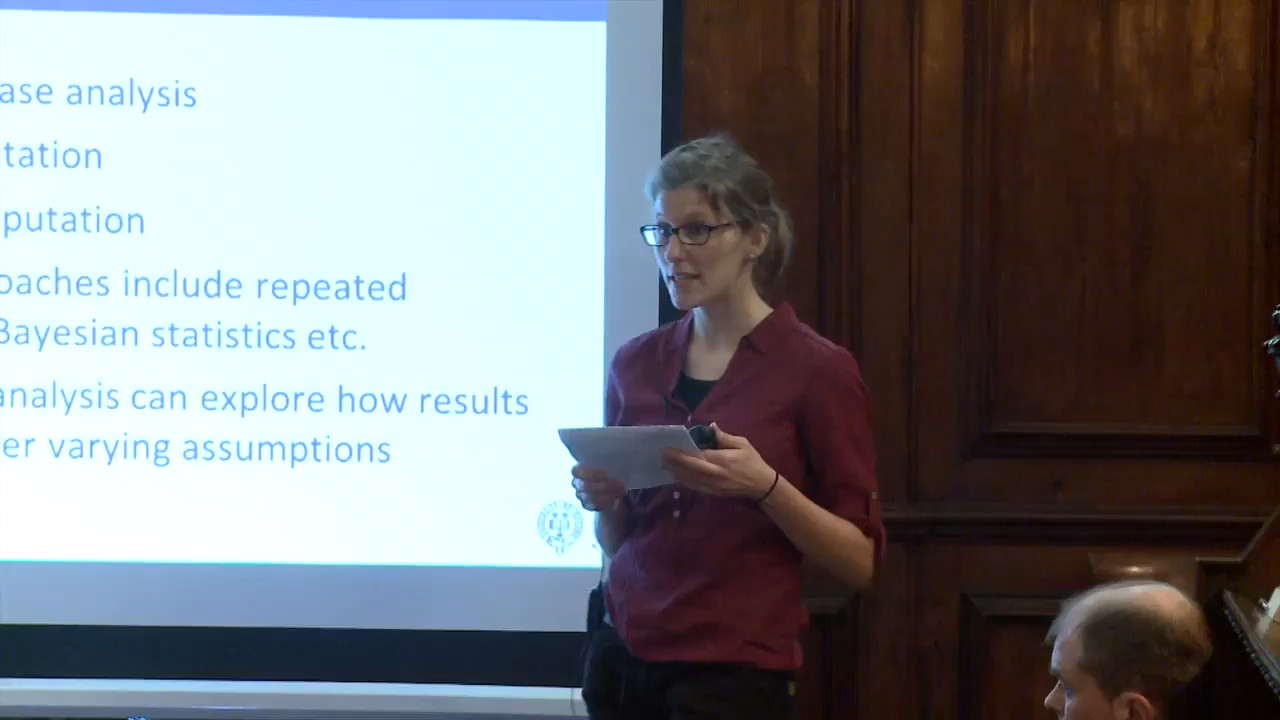 ase analysis
tation
putation
oaches include repeated
Bayesian statistics etc.
analysis can explore how results
er varying assumptions